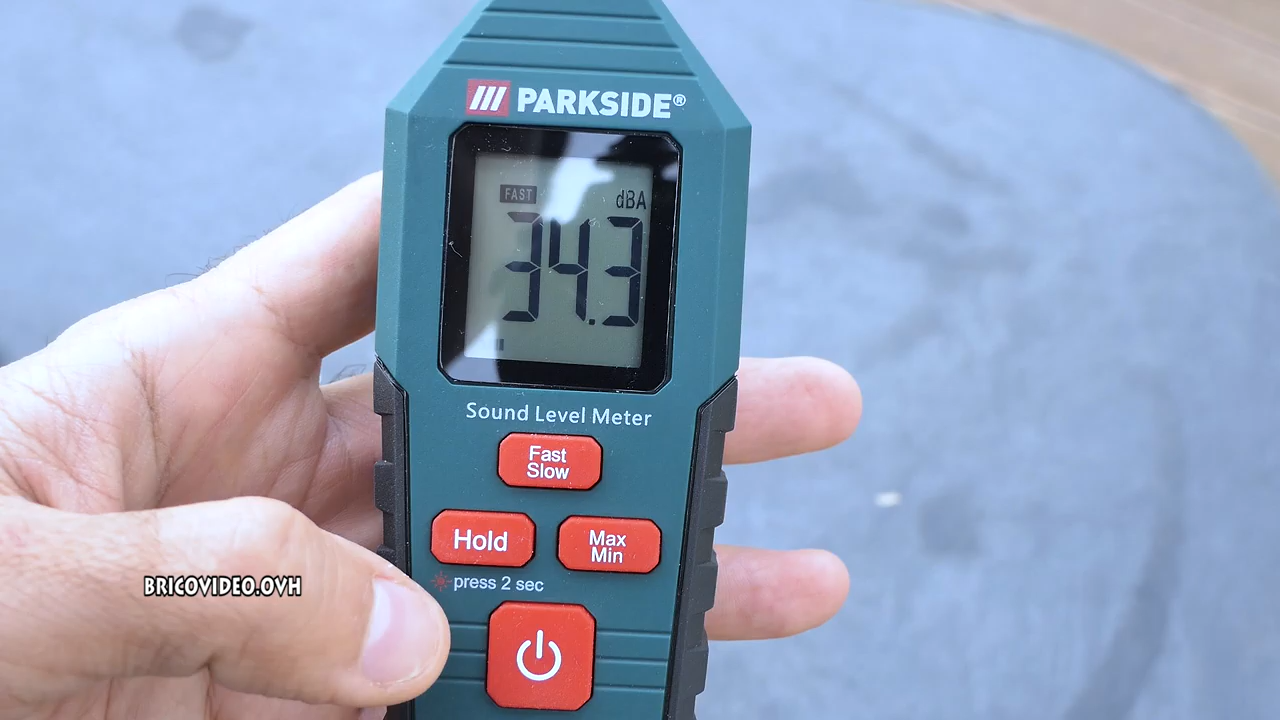 PARKSIDE®
FAST
dBA
34.3
Sound Level Meter
Fast
Slow
Hold
Max
Min
press 2 sec
BRICOVIDEO.OVH